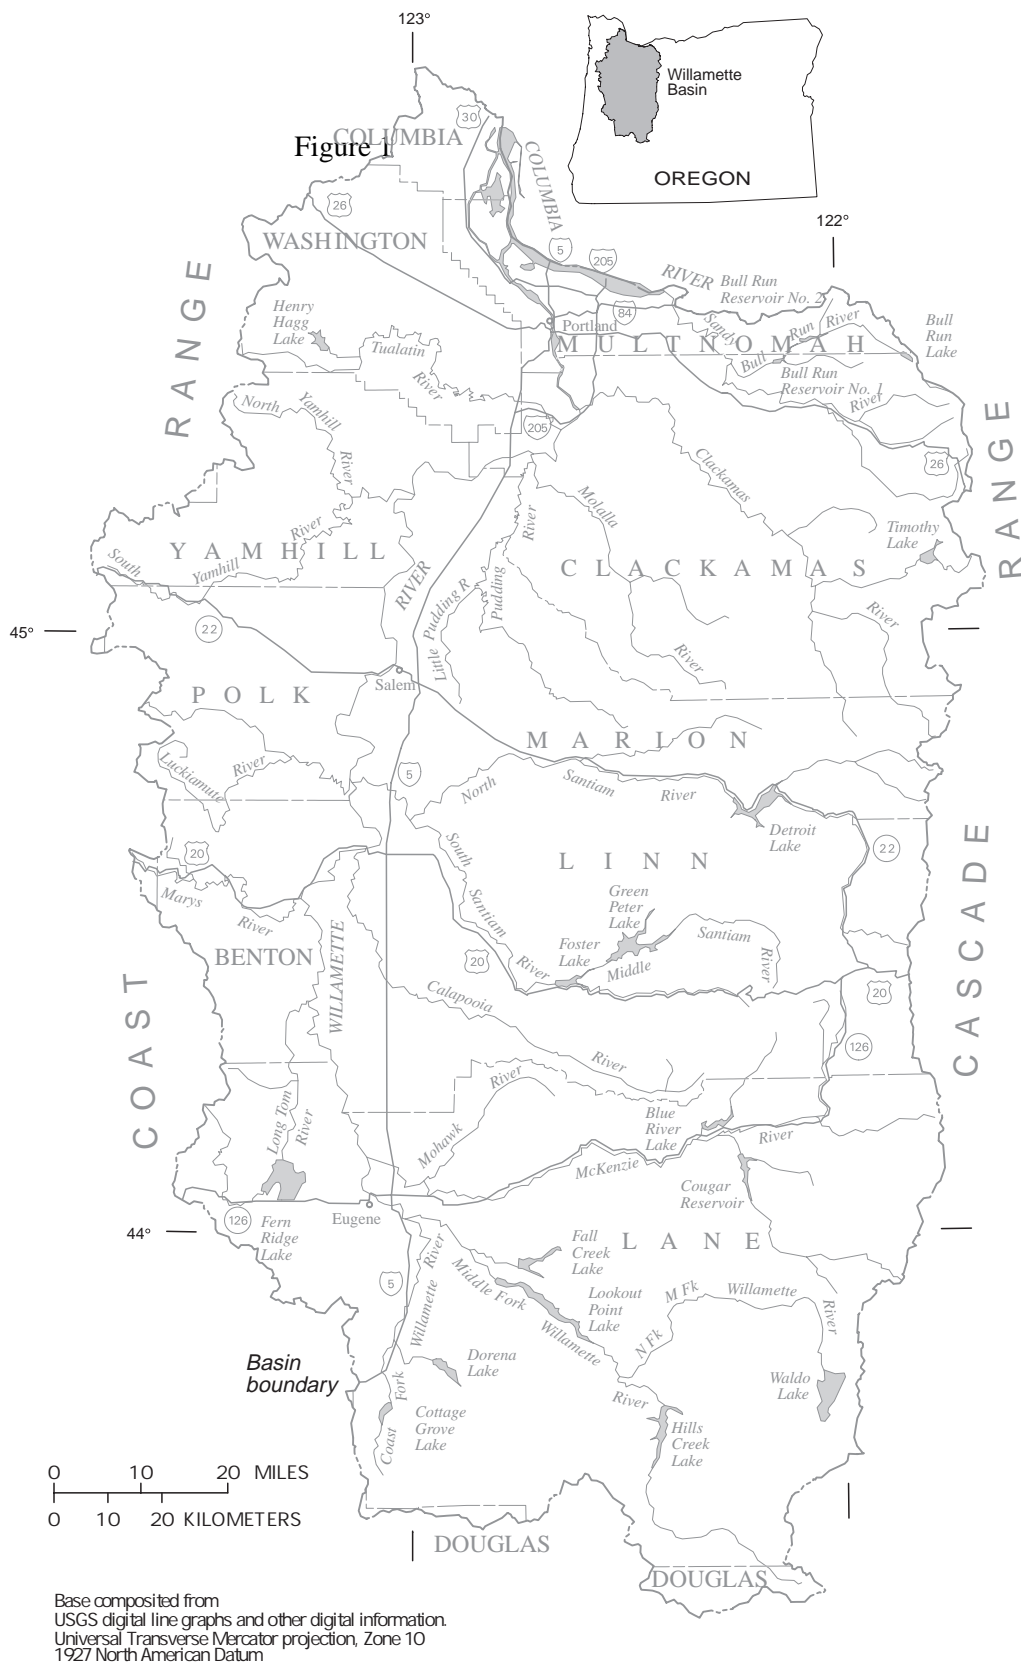 123°
Willamette
Basin
OREGON
30
COLUMBIA
Figure 1
COLUMBIA
RIVER
26
WASHINGTON
5
205
122°
Bull Run
Reservoir No. 2
84
Portland
MULTNOMAH
Sandy
River
Bull Run River
Bull
Run
Lake
Bull Run
Reservoir No. 1
Henry
Hagg
Lake
Tualatin
River
RANGE
North Yamhill River
205
26
RANGE
Clackamas
River
Molalla
River
Timothy
Lake
YAMHILL
South Yamhill River
CLACKAMAS
RIVER
Pudding River
Little Pudding R
45°
22
Salem
POLK
MARION
Luckiamute River
5
North Santiam River
Detroit
Lake
20
South Santiam River
LINN
22
Marys River
Green
Peter
Lake
Foster
Lake
Middle Santiam River
BENTON
WILLAMETTE
20
Calapooia
River
20
126
COAST
CASCADE
Long Tom River
Mohawk River
Blue
River
Lake
McKenzie River
Cougar
Reservoir
Eugene
44°
126
Fern
Ridge
Lake
LANE
Fall
Creek
Lake
5
Middle Fork Willamette River
Lookout
Point
Lake
N Fk M Fk Willamette River
Coast Fork Willamette River
Basin
boundary
Dorena
Lake
Waldo
Lake
Cottage
Grove
Lake
Hills
Creek
Lake
0 10 20 MILES
0 10 20 KILOMETERS
DOUGLAS
DOUGLAS
Base composited from
USGS digital line graphs and other digital information.
Universal Transverse Mercator projection, Zone 10
1927 North American Datum